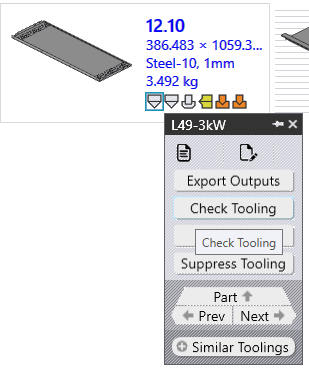 12.10
386.483 × 1059.3...
Steel-10, 1mm
3.492 kg
L49-3kW
Export Outputs
Check Tooling
Check Tooling
Suppress Tooling
Part
Prev Next
Similar Toolings